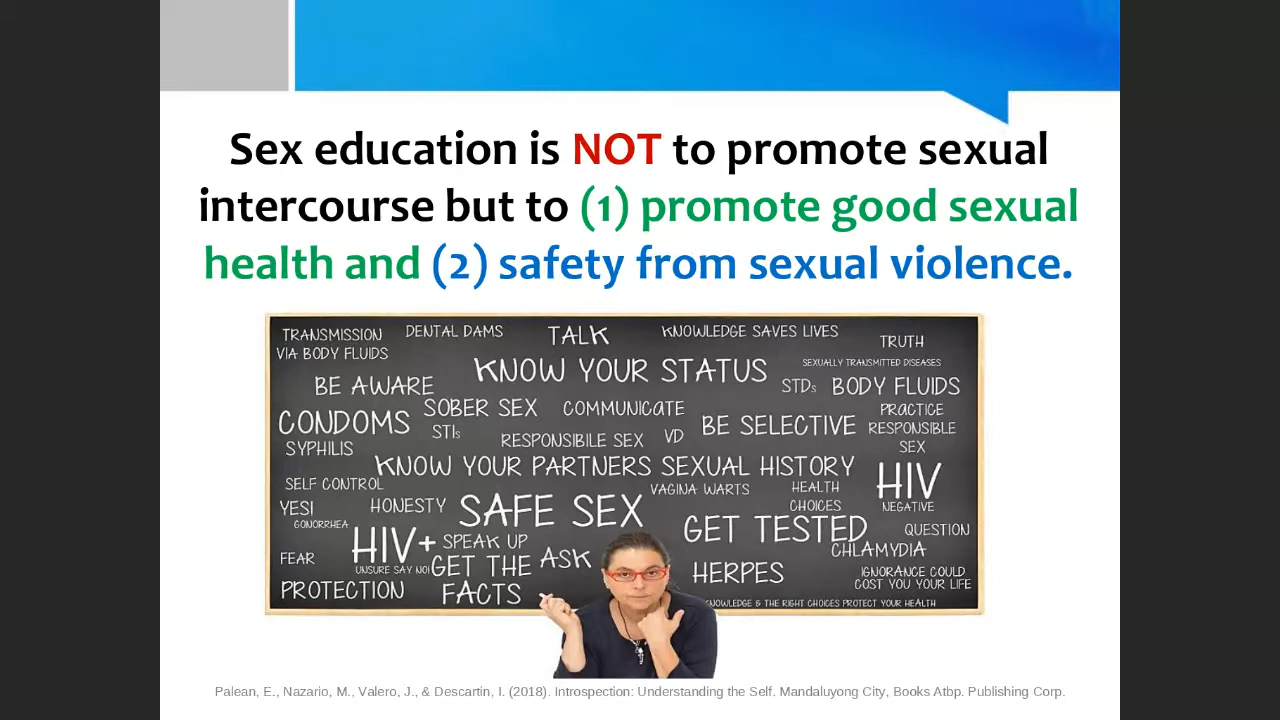 Sex education is NOT to promote sexual
intercourse but to (1) promote good sexual
health and (2) safety from sexual violence.
TRANSMISSION
VIA BODY FLUIDS
DENTAL DAMS
TALK
KNOWLEDGE SAVES LIVES
TRUTH
KNOW YOUR STATUS
SEXUALLY TRANSMITTED DISEASES
BE AWARE
STDs
BODY FLUIDS
CONDOMS
SOBER SEX
COMMUNICATE
BE SELECTIVE
PRACTICE
RESPONSIBLE
SEX
SYPHILIS
STIs
RESPONSIBILE SEX
VD
KNOW YOUR PARTNERS SEXUAL HISTORY
HIV
NEGATIVE
SELF CONTROL
VAGINA WARTS
HEALTH
CHOICES
YES!
HONESTY
SAFE SEX
GONORRHEA
GET TESTED
QUESTION
HIV+
SPEAK UP
CHLAMYDIA
FEAR
UNSURE SAY NO!
GET THE
FACTS
ASK
HERPES
IGNORANCE COULD
COST YOU YOUR LIFE
PROTECTION
KNOWLEDGE & THE RIGHT CHOICES PROTECT YOUR HEALTH
Palean, E., Nazario, M., Valero, J., & Descartin, I. (2018). Introspection: Understanding the Self. Mandaluyong City, Books Atbp. Publishing Corp.